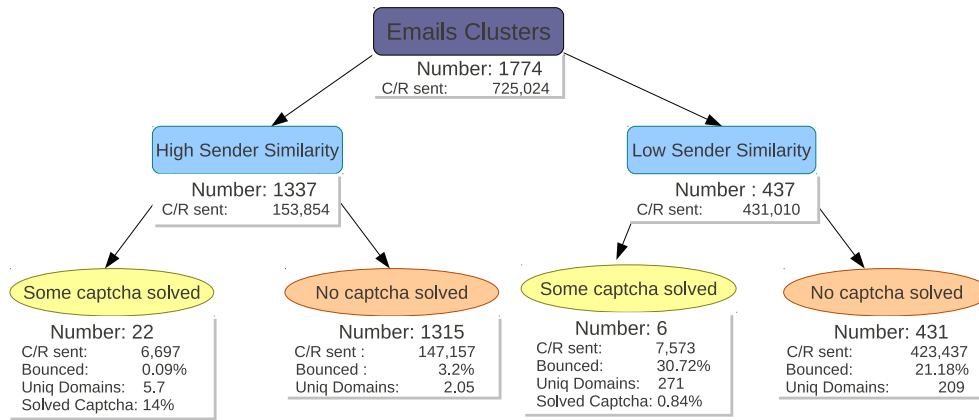 Emails Clusters
Number: 1774
C/R sent: 725,024
High Sender Similarity
Number: 1337
C/R sent: 153,854
Low Sender Similarity
Number : 437
C/R sent: 431,010
Some captcha solved
Number: 22
C/R sent: 6,697
Bounced: 0.09%
Uniq Domains: 5.7
Solved Captcha: 14%
No captcha solved
Number: 1315
C/R sent : 147,157
Bounced : 3.2%
Uniq Domains: 2.05
Some captcha solved
Number: 6
C/R sent: 7,573
Bounced: 30.72%
Uniq Domains: 271
Solved Captcha: 0.84%
No captcha solved
Number: 431
C/R sent: 423,437
Bounced: 21.18%
Uniq Domains: 209